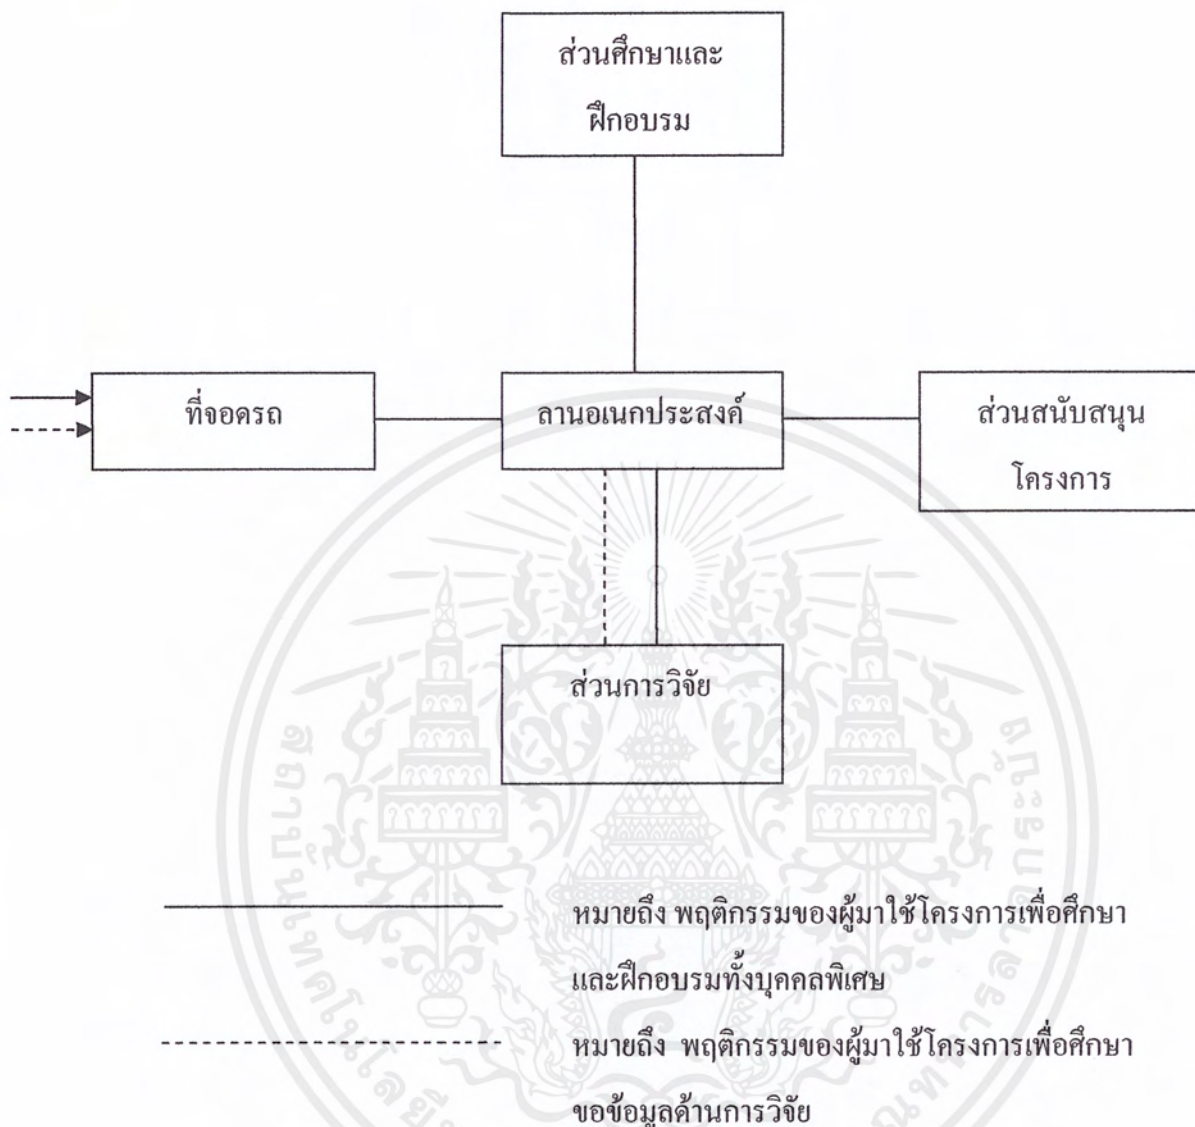 ส่วนศึกษาและ
ฝึกอบรม
ที่จอดรถ
ลานอเนกประสงค์
ส่วนสนับสนุน
โครงการ
ส่วนการวิจัย
หมายถึง พฤติกรรมของผู้มาใช้โครงการเพื่อศึกษา
และฝึกอบรมทั้งบุคคลพิเศษ
หมายถึง พฤติกรรมของผู้มาใช้โครงการเพื่อศึกษา
ขอข้อมูลด้านการวิจัย